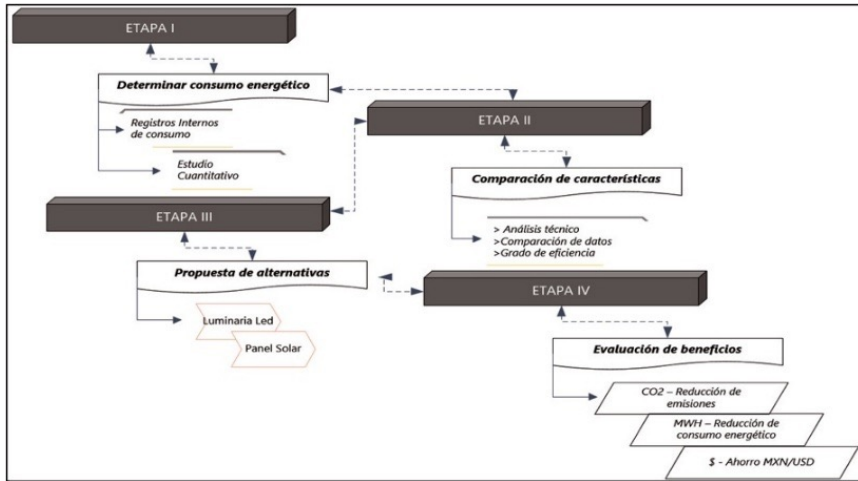 ETAPA I
Determinar consumo energético
Registros Internos
de consumo
Estudio
Cuantitativo
ETAPA II
Comparación de características
> Análisis técnico
>Comparación de datos
>Grado de eficiencia
ETAPA III
Propuesta de alternativas
Luminaria Led
Panel Solar
ETAPA IV
Evaluación de beneficios
CO2 – Reducción de
emisiones
MWH – Reducción de
consumo energético
$ - Ahorro MXN/USD